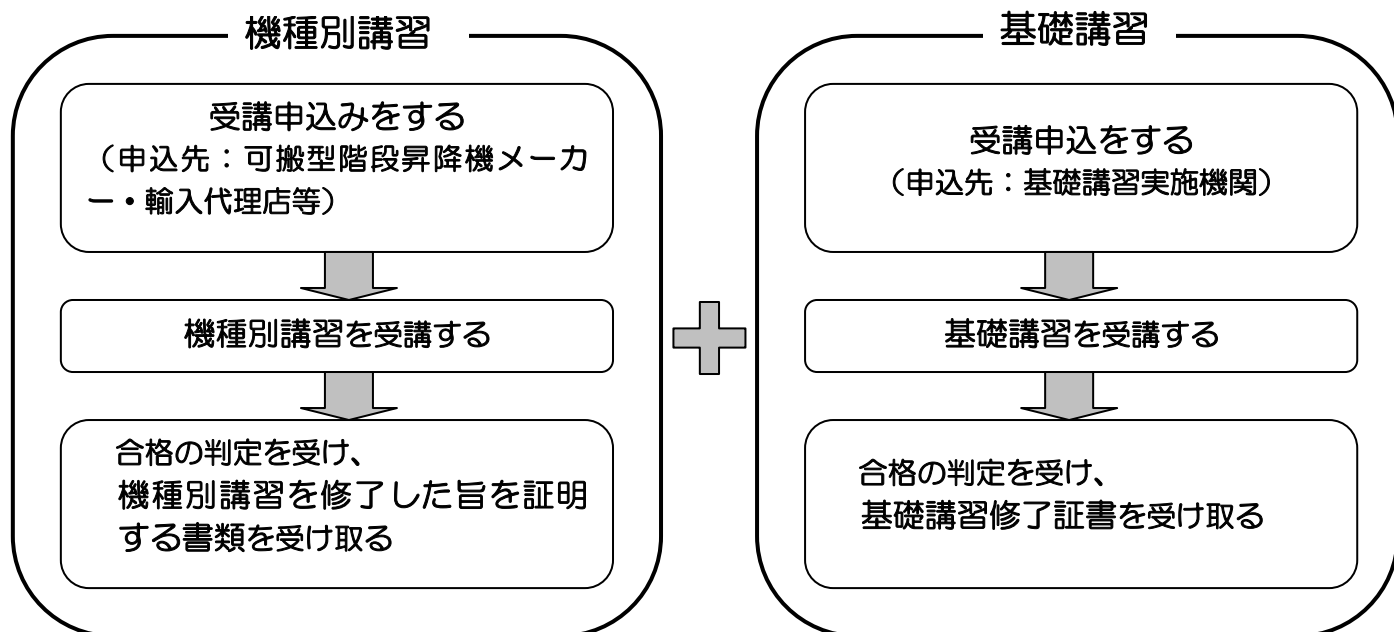 機種別講習
受講申込みをする
（申込先：可搬型階段昇降機メーカ
ー・輸入代理店等）
機種別講習を受講する
合格の判定を受け、
機種別講習を修了した旨を証明
する書類を受け取る
基礎講習
受講申込をする
（申込先：基礎講習実施機関）
基礎講習を受講する
合格の判定を受け、
基礎講習修了証書を受け取る